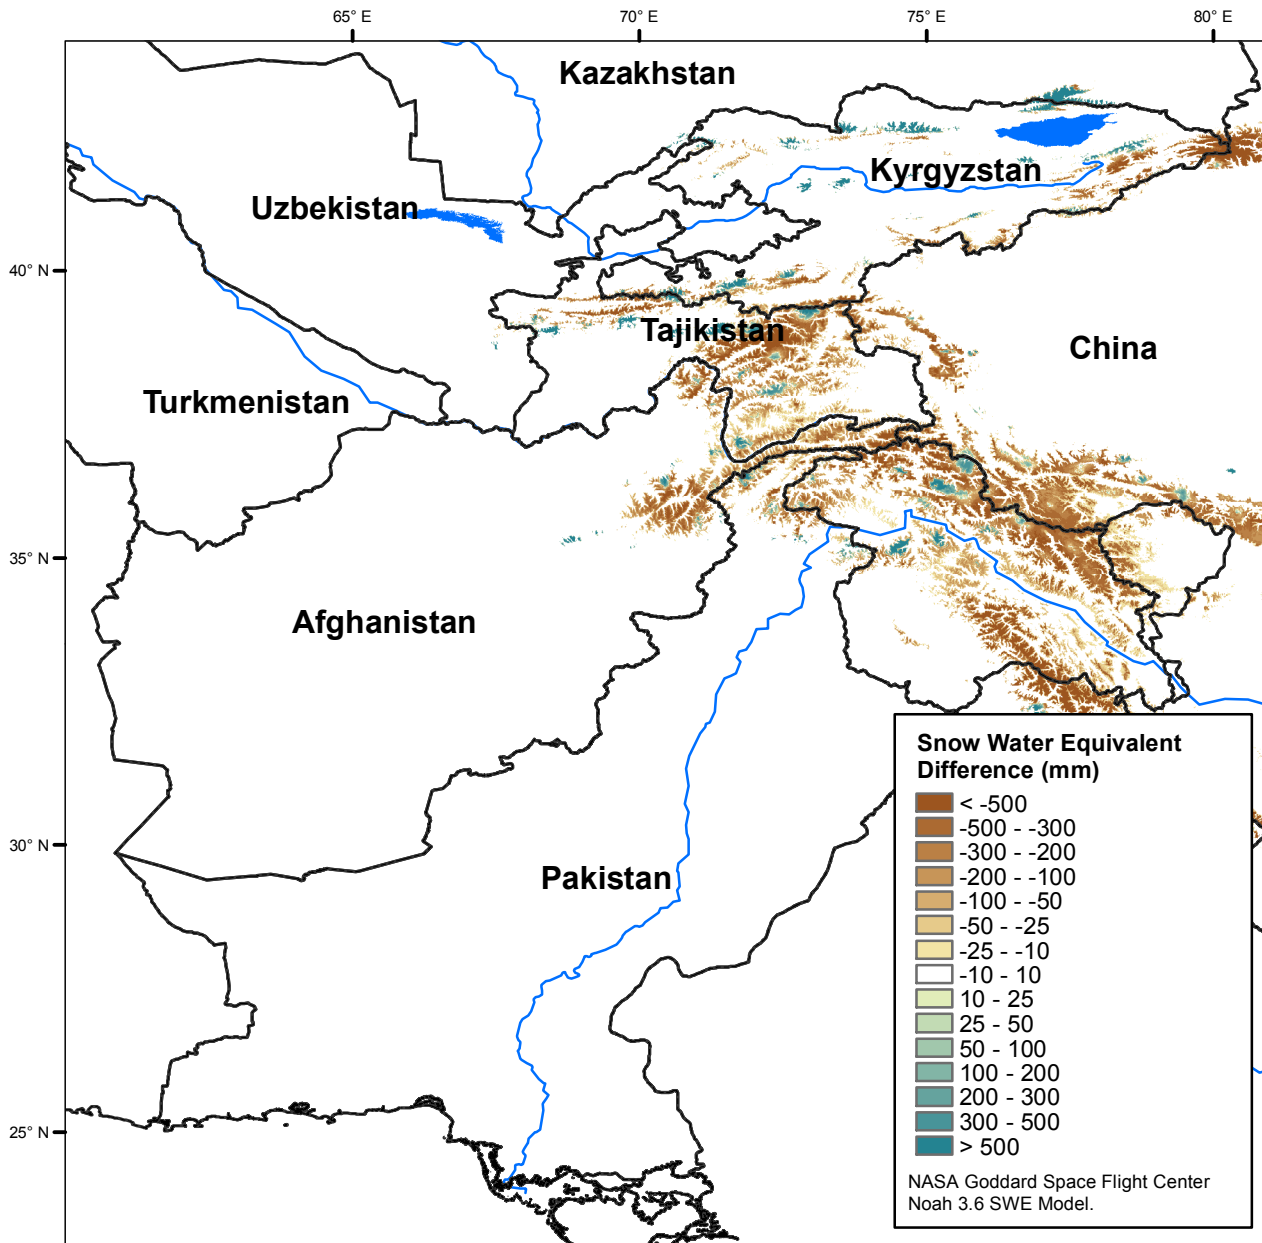 65° E
70° E
75° E
80° E
Kazakhstan
Kyrgyzstan
Uzbekistan
40° N
Tajikistan
China
Turkmenistan
35° N
Afghanistan
Snow Water Equivalent
Difference (mm)
< -500
-500 - -300
-300 - -200
-200 - -100
-100 - -50
-50 - -25
-25 - -10
-10 - 10
10 - 25
25 - 50
50 - 100
100 - 200
200 - 300
300 - 500
> 500
NASA Goddard Space Flight Center
Noah 3.6 SWE Model.
30° N
Pakistan
25° N